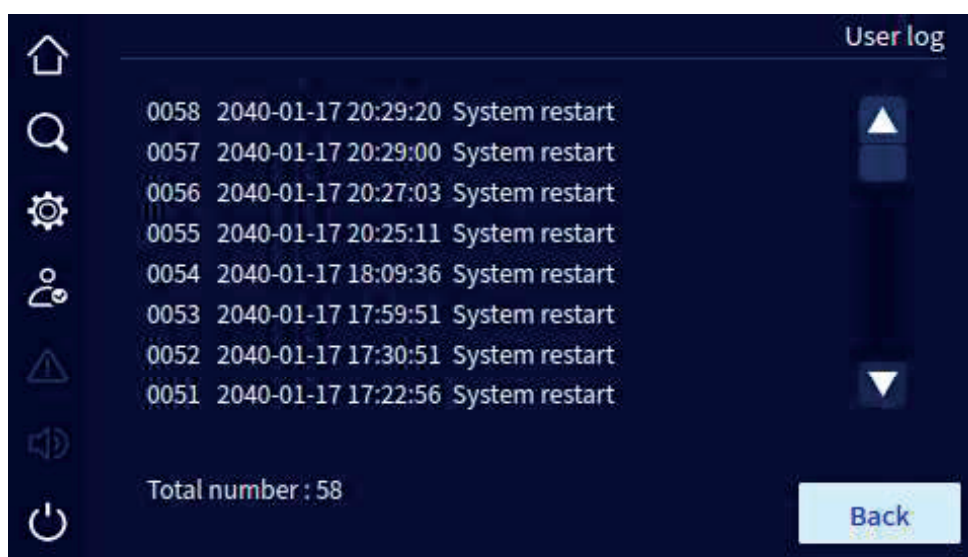 User log
0058 2040-01-17 20:29:20 System restart
0057 2040-01-17 20:29:00 System restart
0056 2040-01-17 20:27:03 System restart
0055 2040-01-17 20:25:11 System restart
0054 2040-01-17 18:09:36 System restart
0053 2040-01-17 17:59:51 System restart
0052 2040-01-17 17:30:51 System restart
0051 2040-01-17 17:22:56 System restart
Total number : 58
Back